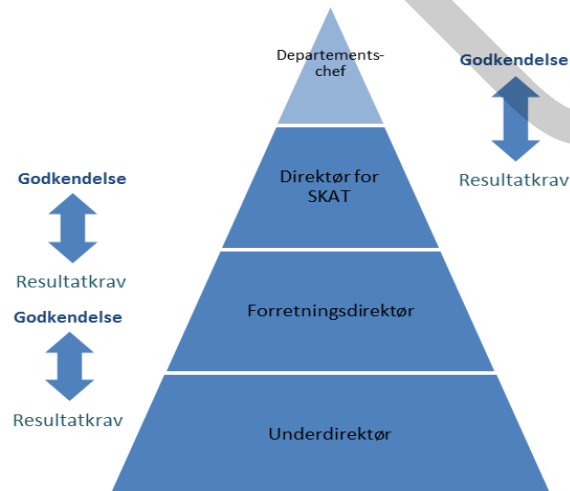 Departements-
chef
Godkendelse
Resultatkrav
Direktør for
SKAT
Godkendelse
Resultatkrav
Forretningsdirektør
Godkendelse
Resultatkrav
Underdirektør